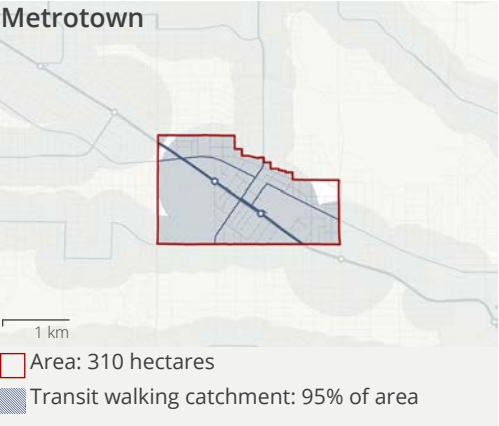 Metrotown
1 km
Area: 310 hectares
Transit walking catchment: 95% of area